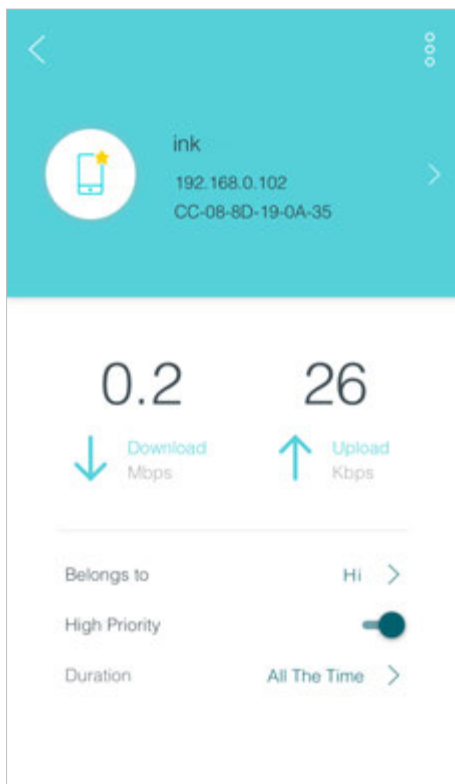 ink
192.168.0.102
CC-08-8D-19-0A-35
0.2 26
Download Upload
Mbps Kbps
Belongs to Hi
High Priority
Duration All The Time